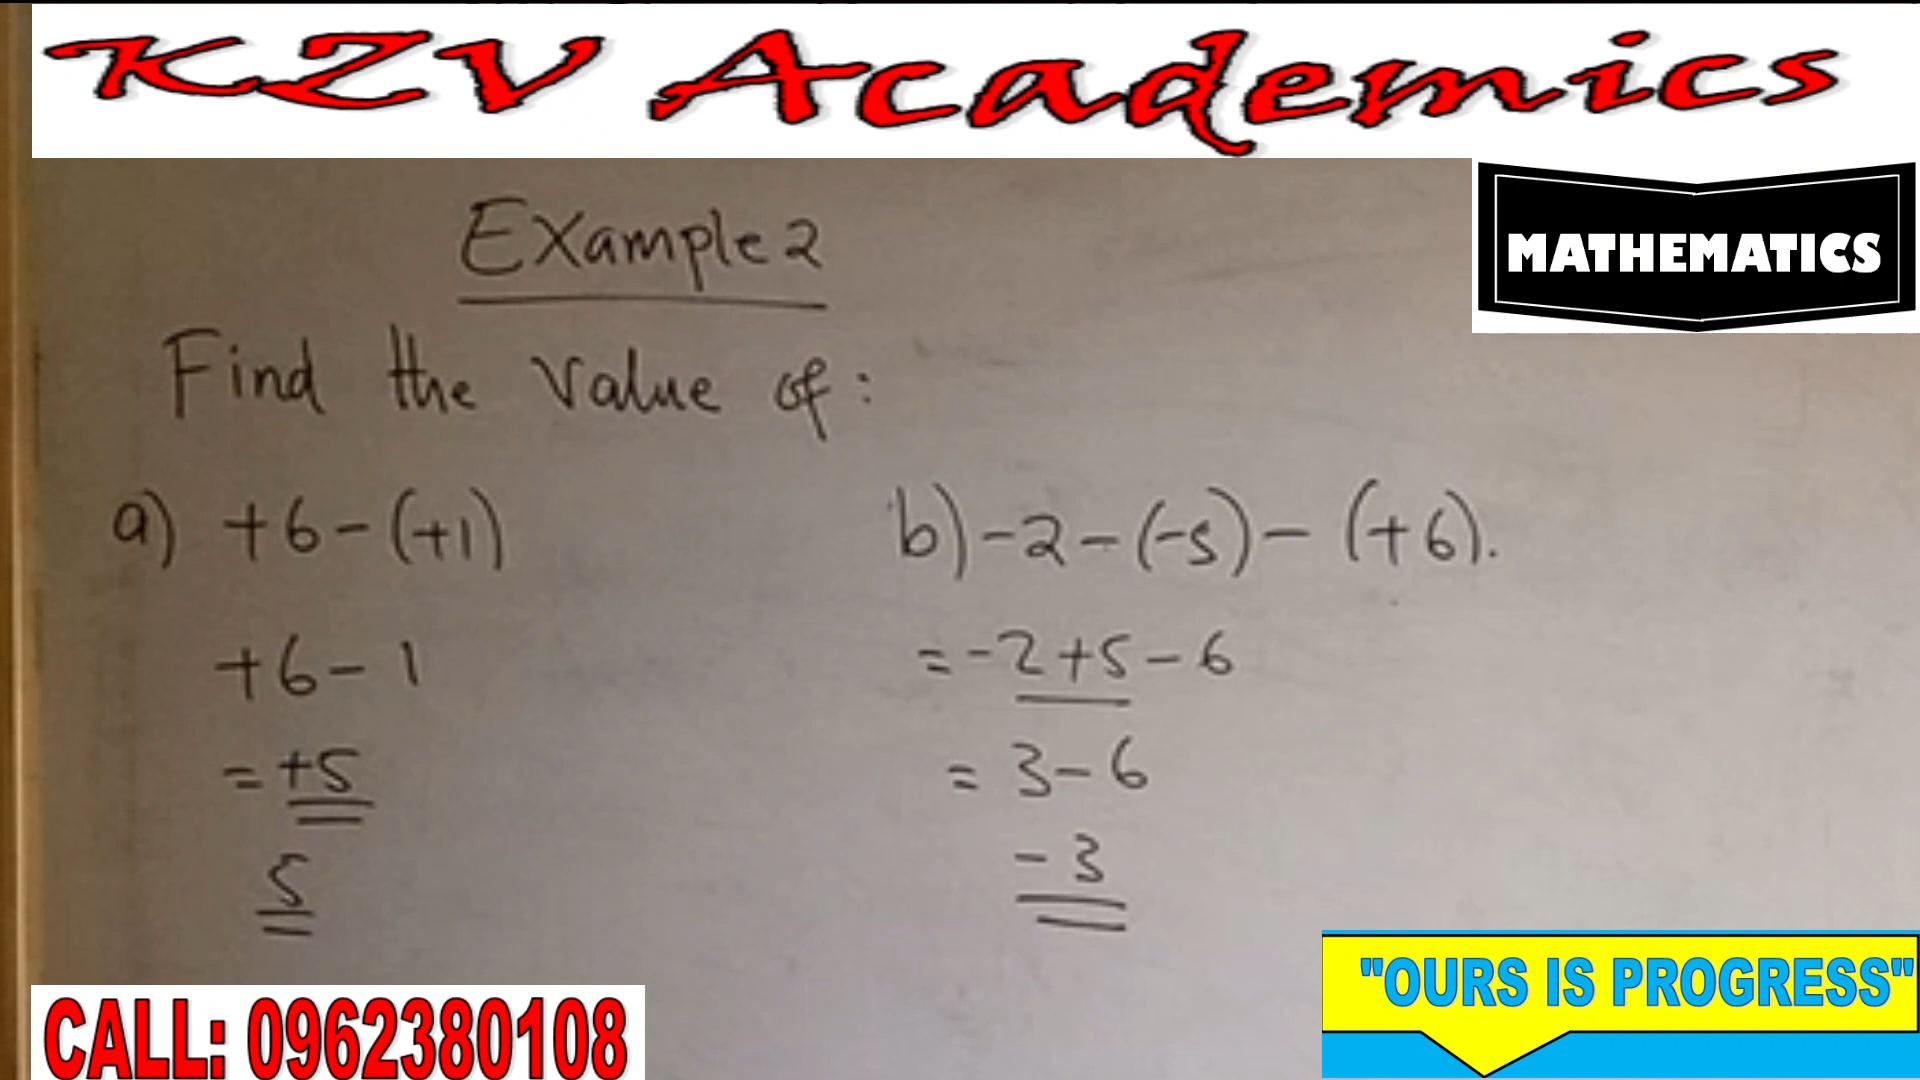 KZV Academics
MATHEMATICS
Example 2
Find the value of:
a) +6-(+1)
+6-1
= +5
5
b) -2-(-5)-(+6).
= -2+5-6
= 3-6
-3
"OURS IS PROGRESS"
CALL: 0962380108